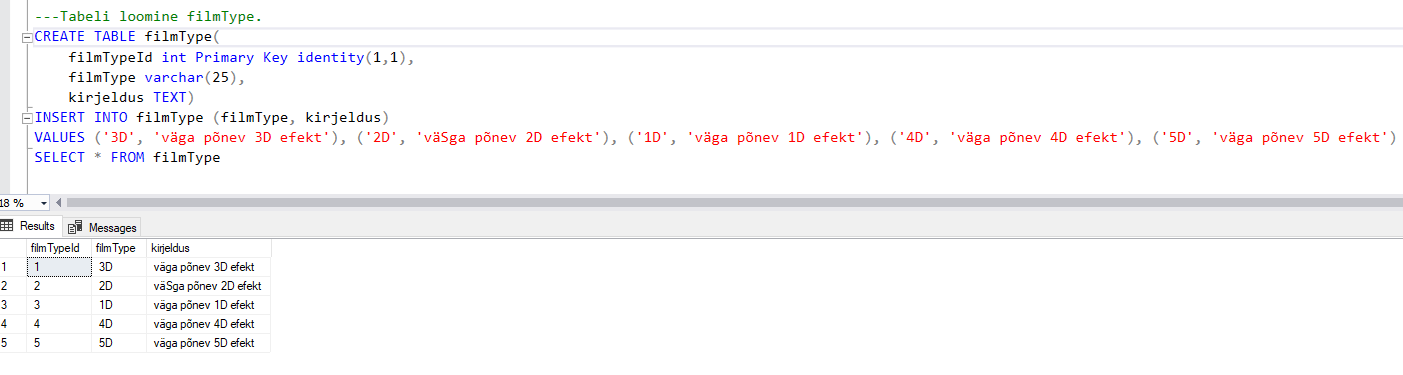 ---Tabeli loomine filmType.
CREATE TABLE filmType(
filmTypeId int Primary Key identity(1,1),
filmType varchar(25),
kirjeldus TEXT)
INSERT INTO filmType (filmType, kirjeldus)
VALUES ('3D', 'väga põnev 3D efekt'), ('2D', 'väSga põnev 2D efekt'), ('1D', 'väga põnev 1D efekt'), ('4D', 'väga põnev 4D efekt'), ('5D', 'väga põnev 5D efekt')
SELECT * FROM filmType
18 %
Results Messages
filmTypeId filmType kirjeldus
1 1 3D väga põnev 3D efekt
2 2 2D väSga põnev 2D efekt
3 3 1D väga põnev 1D efekt
4 4 4D väga põnev 4D efekt
5 5 5D väga põnev 5D efekt